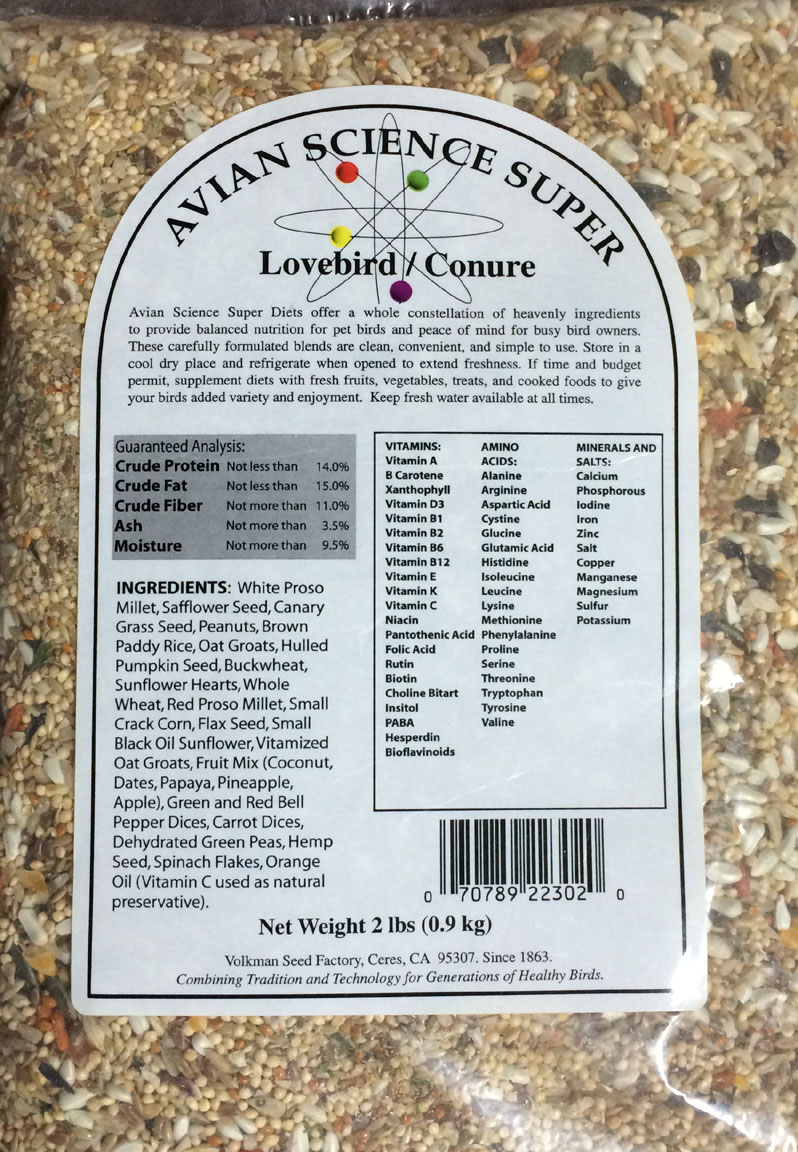 AVIAN SCIENCE SUPER
Lovebird / Conure
Avian Science Super Diets offer a whole constellation of heavenly ingredients
to provide balanced nutrition for pet birds and peace of mind for busy bird owners.
These carefully formulated blends are clean, convenient, and simple to use. Store in a
cool dry place and refrigerate when opened to extend freshness. If time and budget
permit, supplement diets with fresh fruits, vegetables, treats, and cooked foods to give
your birds added variety and enjoyment. Keep fresh water available at all times.
Guaranteed Analysis:
Crude Protein Not less than 14.0%
Crude Fat Not less than 15.0%
Crude Fiber Not more than 11.0%
Ash Not more than 3.5%
Moisture Not more than 9.5%
INGREDIENTS: White Proso
Millet, Safflower Seed, Canary
Grass Seed, Peanuts, Brown
Paddy Rice, Oat Groats, Hulled
Pumpkin Seed, Buckwheat,
Sunflower Hearts, Whole
Wheat, Red Proso Millet, Small
Crack Corn, Flax Seed, Small
Black Oil Sunflower, Vitamized
Oat Groats, Fruit Mix (Coconut,
Dates, Papaya, Pineapple,
Apple), Green and Red Bell
Pepper Dices, Carrot Dices,
Dehydrated Green Peas, Hemp
Seed, Spinach Flakes, Orange
Oil (Vitamin C used as natural
preservative).
VITAMINS:
Vitamin A
B Carotene
Xanthophyll
Vitamin D3
Vitamin B1
Vitamin B2
Vitamin B6
Vitamin B12
Vitamin E
Vitamin K
Vitamin C
Niacin
Pantothenic Acid
Folic Acid
Rutin
Biotin
Choline Bitart
Insitol
PABA
Hesperdin
Bioflavinoids
AMINO
ACIDS:
Alanine
Arginine
Aspartic Acid
Cystine
Glucine
Glutamic Acid
Histidine
Isoleucine
Leucine
Lysine
Methionine
Phenylalanine
Proline
Serine
Threonine
Tryptophan
Tyrosine
Valine
MINERALS AND
SALTS:
Calcium
Phosphorous
Iodine
Iron
Zinc
Salt
Copper
Manganese
Magnesium
Sulfur
Potassium
0 70789 22302 0
Net Weight 2 lbs (0.9 kg)
Volkman Seed Factory, Ceres, CA 95307. Since 1863.
Combining Tradition and Technology for Generations of Healthy Birds.